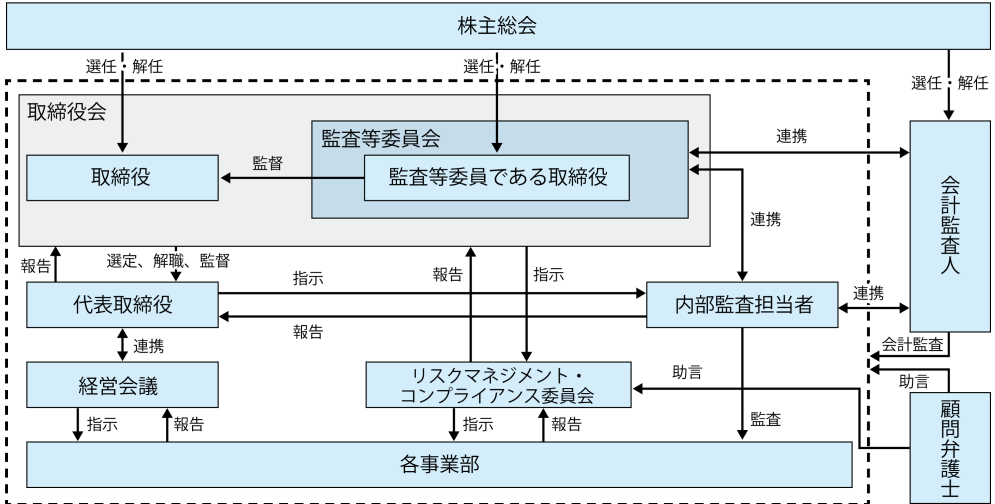 株主総会
選任・解任
選任・解任
選任・解任
取締役会
監査等委員会
取締役
監督
監査等委員である取締役
連携
連携
会計監査人
報告
選定、解職、監督
報告
指示
代表取締役
指示
報告
内部監査担当者
連携
連携
会計監査
経営会議
リスクマネジメント・
コンプライアンス委員会
助言
助言
顧問弁護士
指示
報告
指示
報告
監査
各事業部